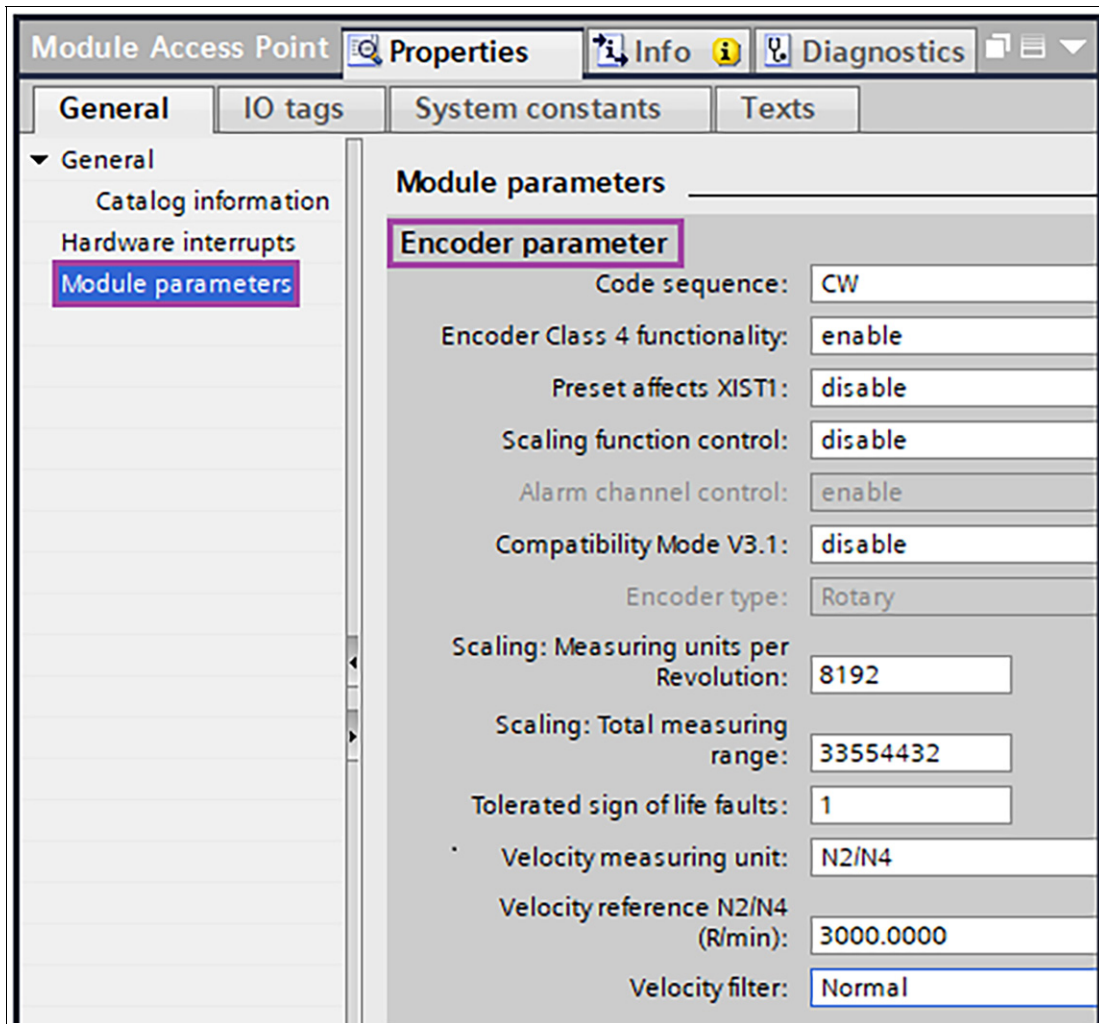 Module Access Point Properties Info Diagnostics
General IO tags System constants Texts
General
Catalog information
Hardware interrupts
Module parameters
Module parameters
Encoder parameter
Code sequence: CW
Encoder Class 4 functionality: enable
Preset affects XIST1: disable
Scaling function control: disable
Alarm channel control: enable
Compatibility Mode V3.1: disable
Encoder type: Rotary
Scaling: Measuring units per
Revolution: 8192
Scaling: Total measuring
range: 33554432
Tolerated sign of life faults: 1
Velocity measuring unit: N2/N4
Velocity reference N2/N4
(R/min): 3000.0000
Velocity filter: Normal